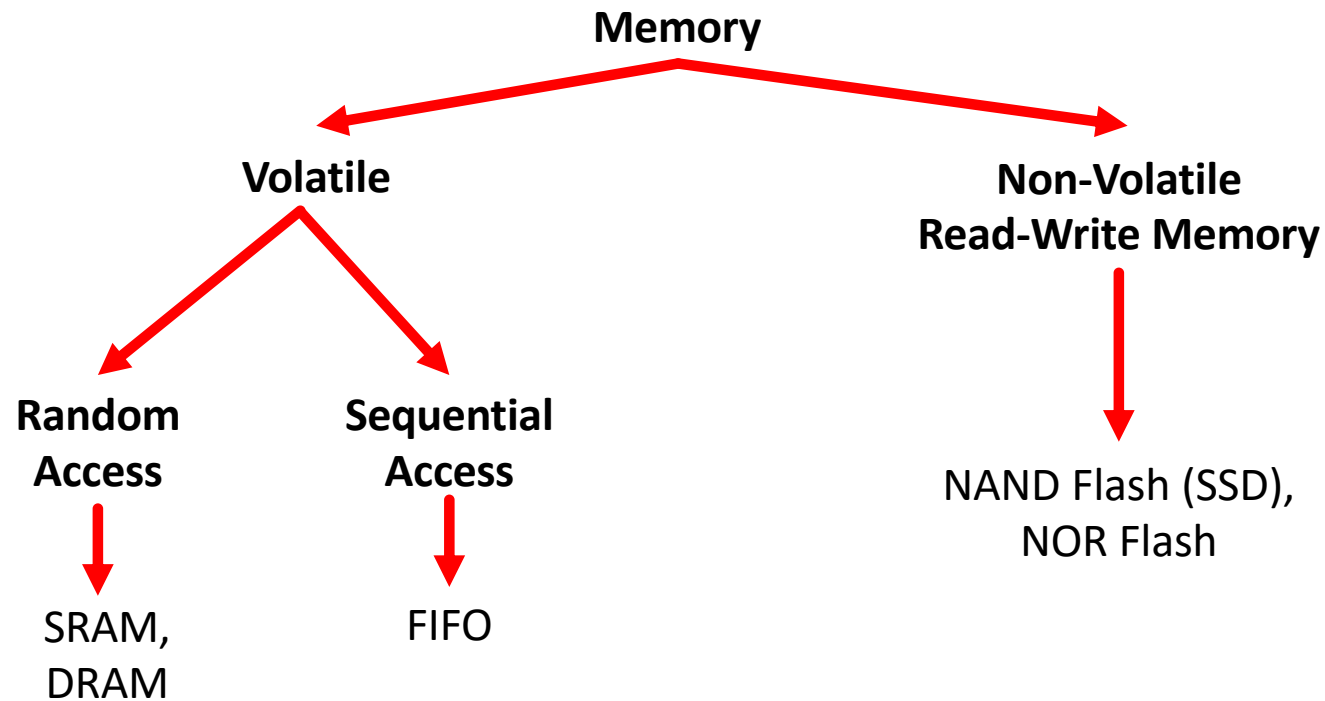 Memory
Volatile
Non-Volatile
Read-Write Memory
Random
Access
Sequential
Access
NAND Flash (SSD),
NOR Flash
SRAM,
DRAM
FIFO